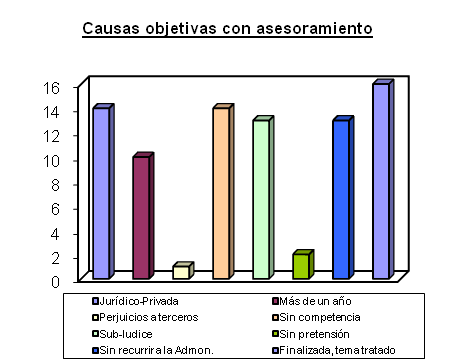 Causas objetivas con asesoramiento
16
14
12
10
8
6
4
2
0
Jurídico-Privada
Más de un año
Perjuicios a terceros
Sin competencia
Sub-Iudice
Sin pretensión
Sin recurrir a la Admon.
Finalizada, tema tratado